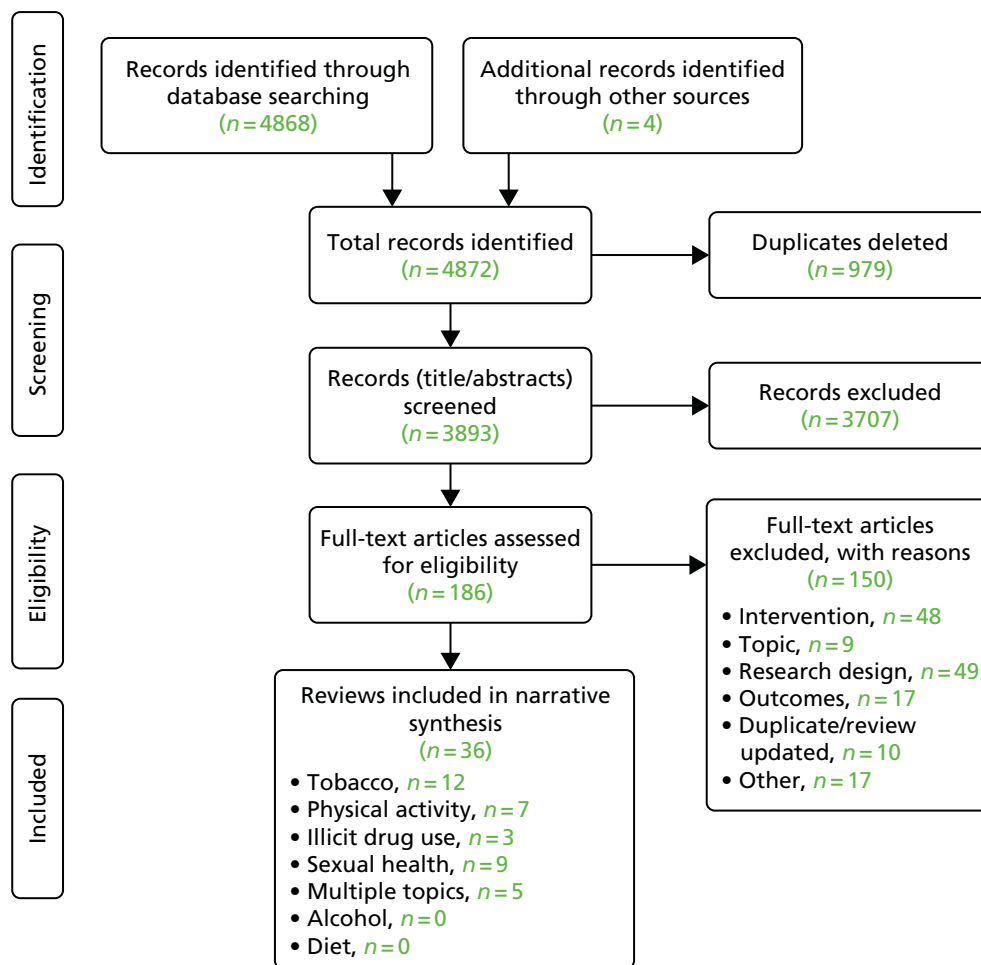 Identification
Records identified through
database searching
(n=4868)
Additional records identified
through other sources
(n=4)
Total records identified
(n=4872)
Duplicates deleted
(n=979)
Screening
Records (title/abstracts)
screened
(n=3893)
Records excluded
(n=3707)
Eligibility
Full-text articles assessed
for eligibility
(n=186)
Full-text articles
excluded, with reasons
(n=150)
• Intervention, n=48
• Topic, n=9
• Research design, n=49
• Outcomes, n=17
• Duplicate/review
updated, n=10
• Other, n=17
Included
Reviews included in narrative
synthesis
(n=36)
• Tobacco, n=12
• Physical activity, n=7
• Illicit drug use, n=3
• Sexual health, n=9
• Multiple topics, n=5
• Alcohol, n=0
• Diet, n=0